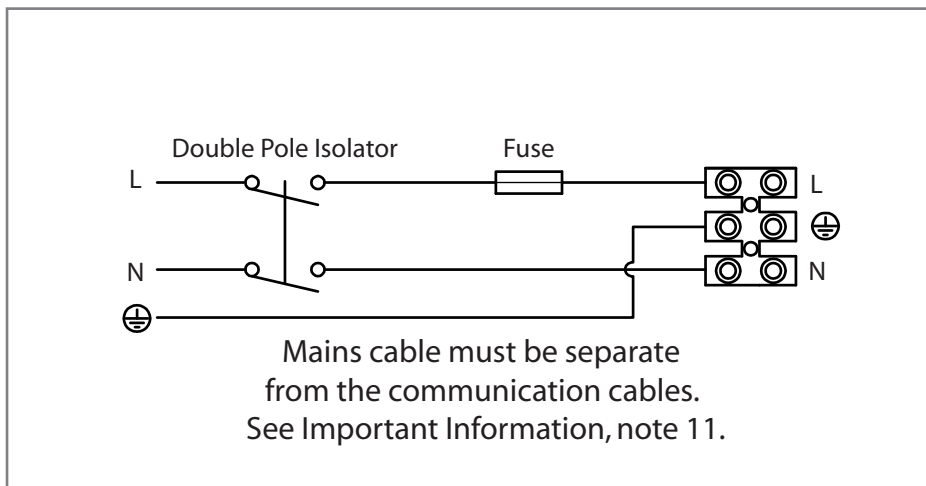 Double Pole Isolator
Fuse
L
L
N
N
Mains cable must be separate
from the communication cables.
See Important Information, note 11.